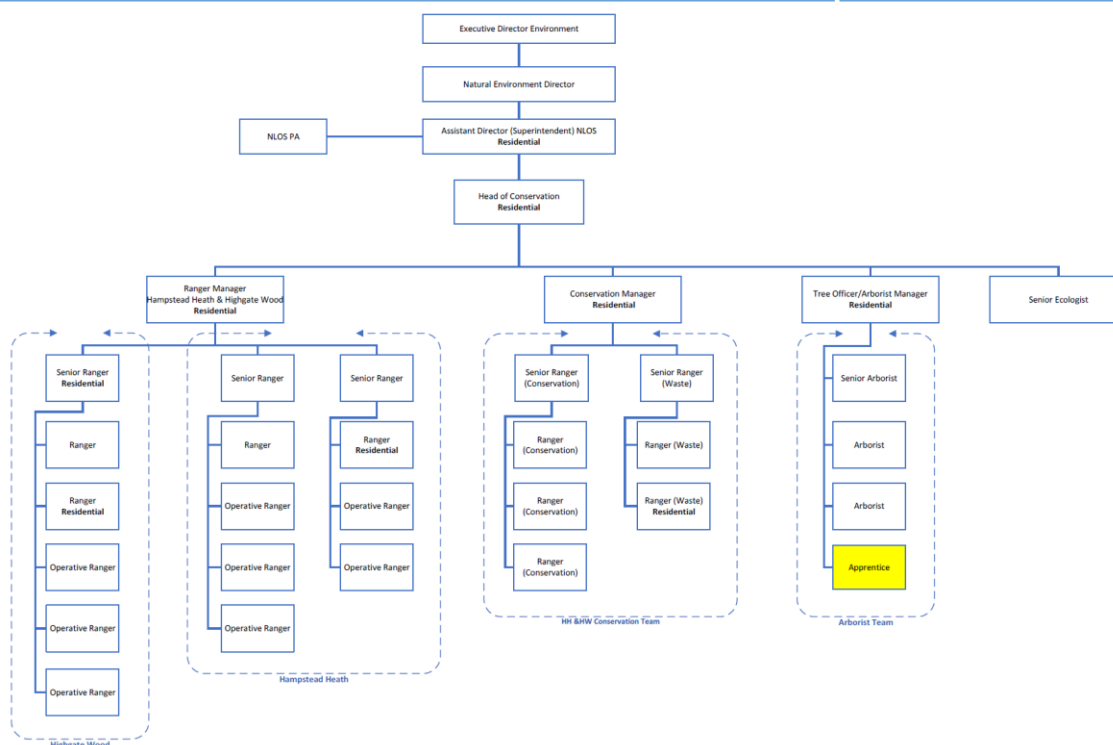 Executive Director Environment
Natural Environment Director
NLOS PA
Assistant Director (Superintendent) NLOS
Residential
Head of Conservation
Residential
Ranger Manager
Hampstead Heath & Highgate Wood
Residential
Conservation Manager
Residential
Tree Officer/Arborist Manager
Residential
Senior Ecologist
Senior Ranger
Residential
Ranger
Ranger
Residential
Operative Ranger
Operative Ranger
Operative Ranger
Highgate Wood
Senior Ranger
Ranger
Operative Ranger
Operative Ranger
Operative Ranger
Senior Ranger
Ranger
Residential
Operative Ranger
Operative Ranger
Hampstead Heath
Senior Ranger
(Conservation)
Ranger
(Conservation)
Ranger
(Conservation)
Ranger
(Conservation)
Senior Ranger
(Waste)
Ranger (Waste)
Ranger (Waste)
Residential
HH &HW Conservation Team
Senior Arborist
Arborist
Arborist
Apprentice
Arborist Team